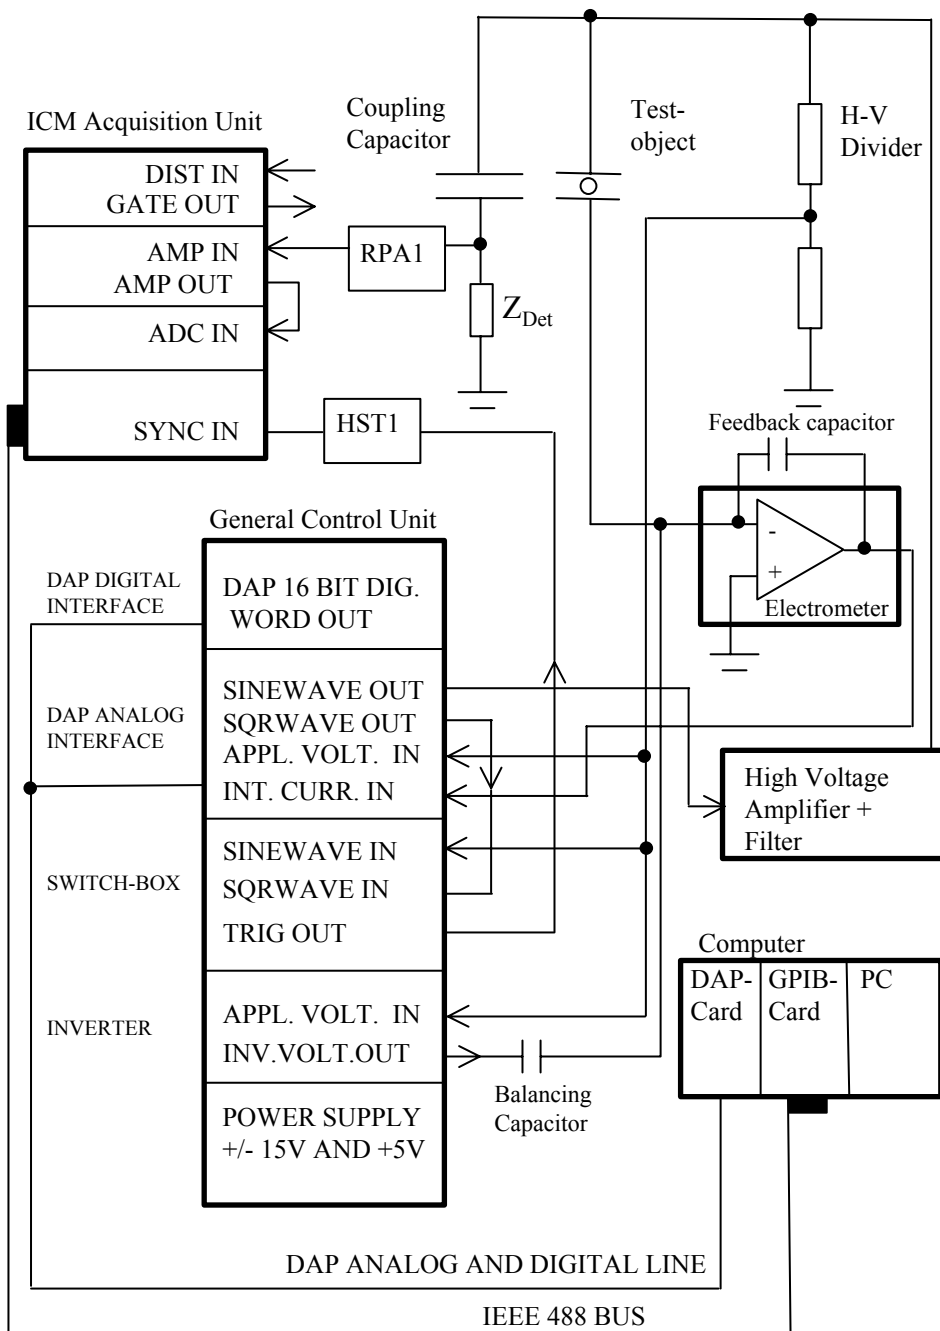 Coupling
Capacitor
Test-
object
H-V
Divider
ICM Acquisition Unit
DIST IN
GATE OUT
AMP IN
AMP OUT
ADC IN
SYNC IN
RPA1
ZDet
HST1
Feedback capacitor
-
+
Electrometer
General Control Unit
DAP DIGITAL
INTERFACE
DAP 16 BIT DIG.
WORD OUT
DAP ANALOG
INTERFACE
SINEWAVE OUT
SQRWAVE OUT
APPL. VOLT. IN
INT. CURR. IN
High Voltage
Amplifier +
Filter
SWITCH-BOX
SINEWAVE IN
SQRWAVE IN
TRIG OUT
INVERTER
APPL. VOLT. IN
INV.VOLT.OUT
Balancing
Capacitor
POWER SUPPLY
+/- 15V AND +5V
Computer
DAP-
Card
GPIB-
Card
PC
DAP ANALOG AND DIGITAL LINE
IEEE 488 BUS